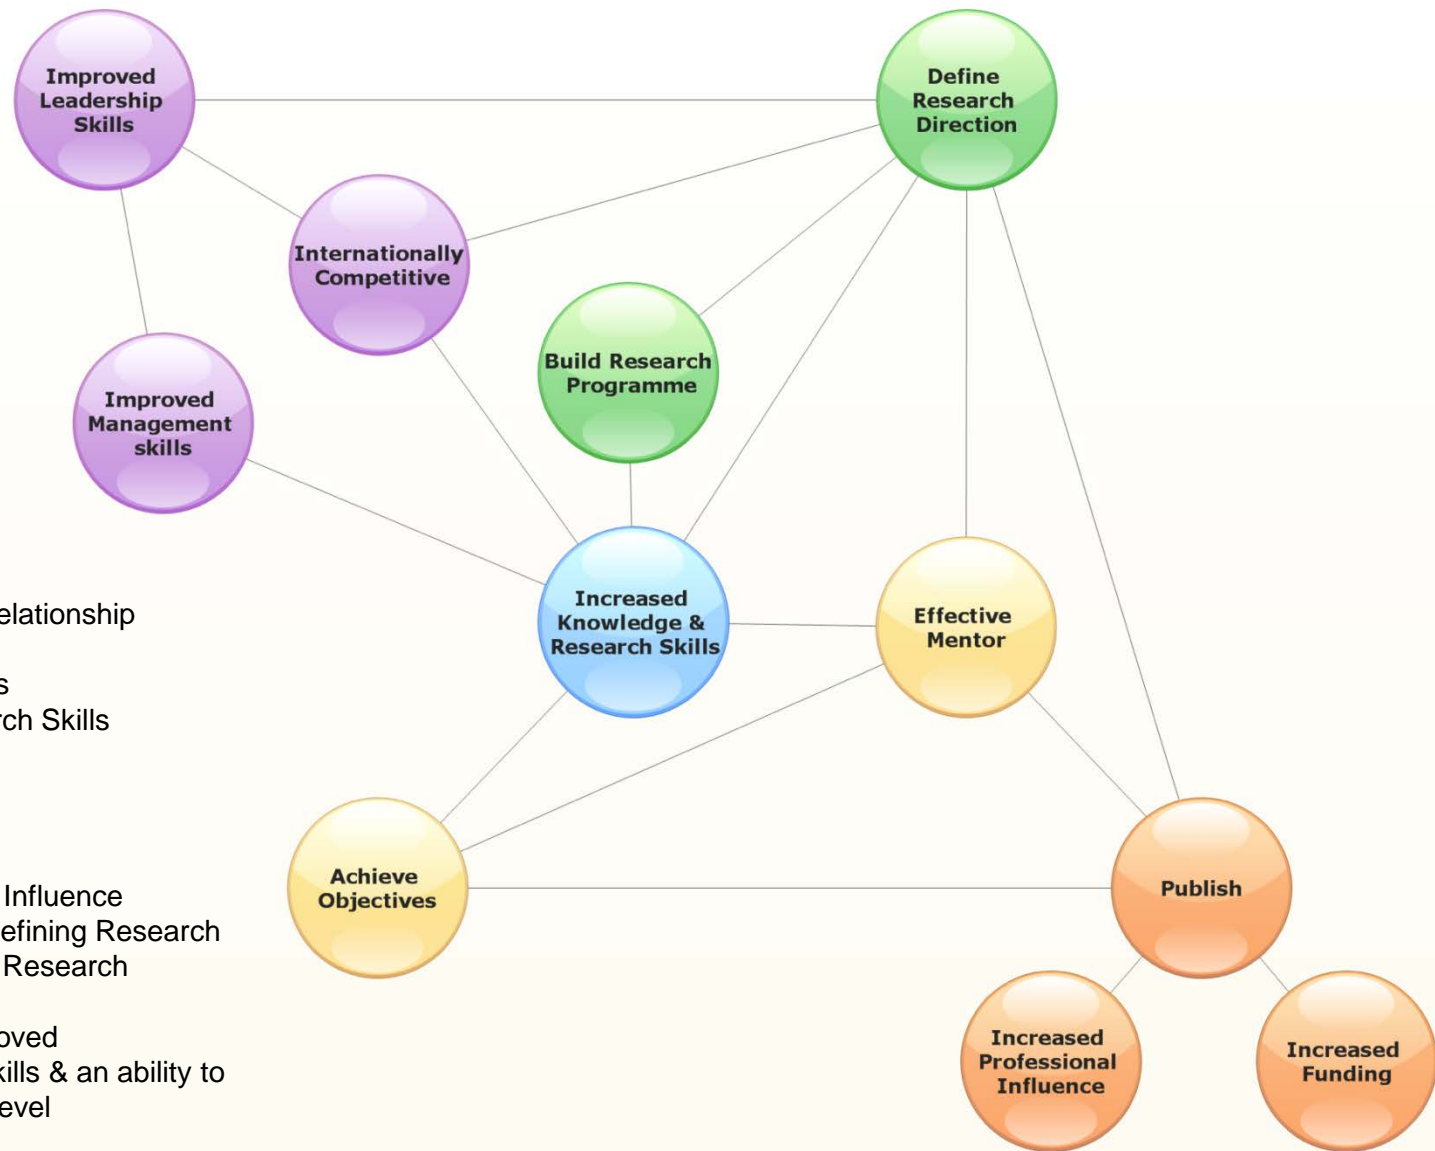 Improved
Leadership
Skills
Define
Research
Direction
Internationally
Competitive
Build Research
Programme
Improved
Management
skills
Increased
Knowledge &
Research Skills
Effective
Mentor
elationship
s
rch Skills
Achieve
Objectives
Publish
Influence
efining Research
Research
oved
kills & an ability to
evel
Increased
Professional
Influence
Increased
Funding